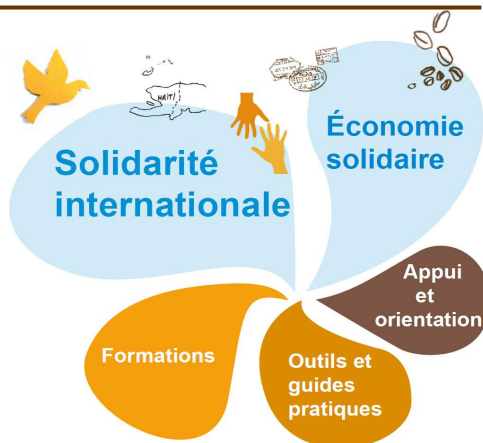 HAITI
Solidarité
internationale
Économie
solidaire
Appui
et
orientation
Formations
Outils et
guides
pratiques